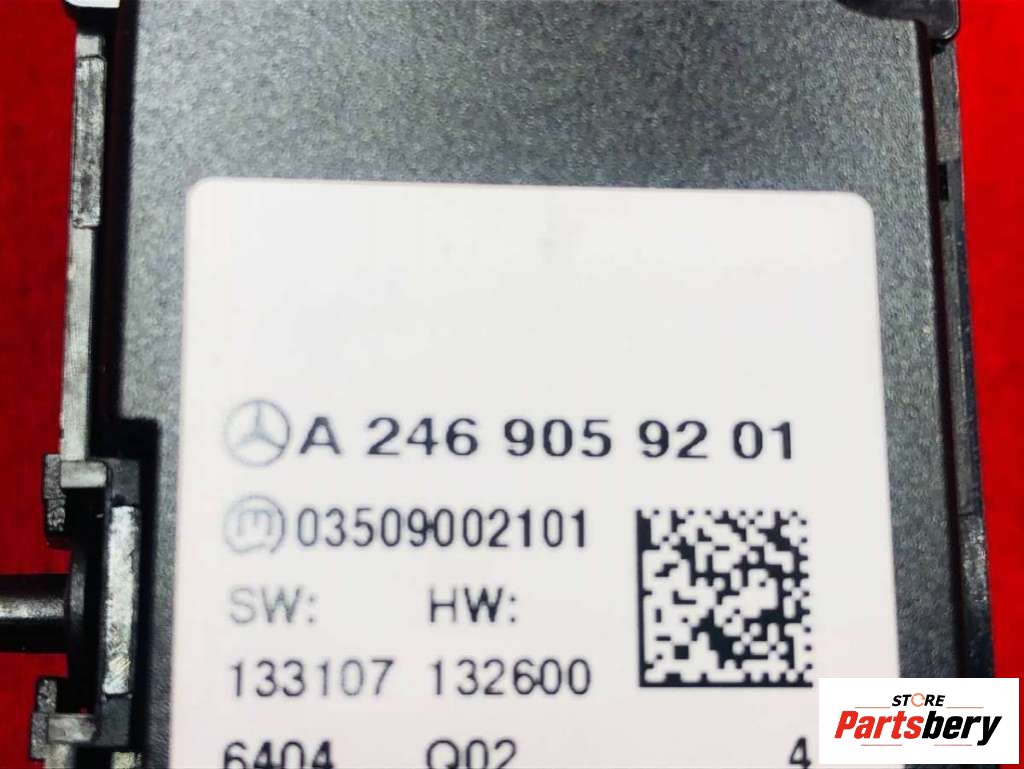 A 246 905 92 01
03509002101
SW: HW:
133107 132600
6404 Q02 4
STORE
Partsbery